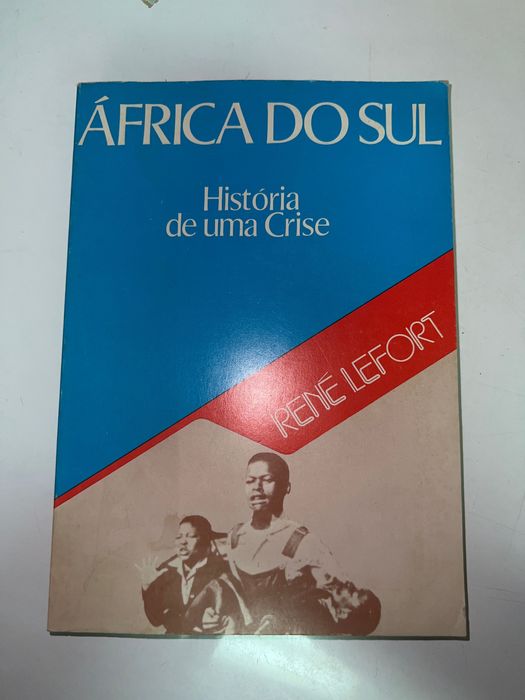 ÁFRICA DO SUL
História
de uma Crise
RENÉ LEFORT